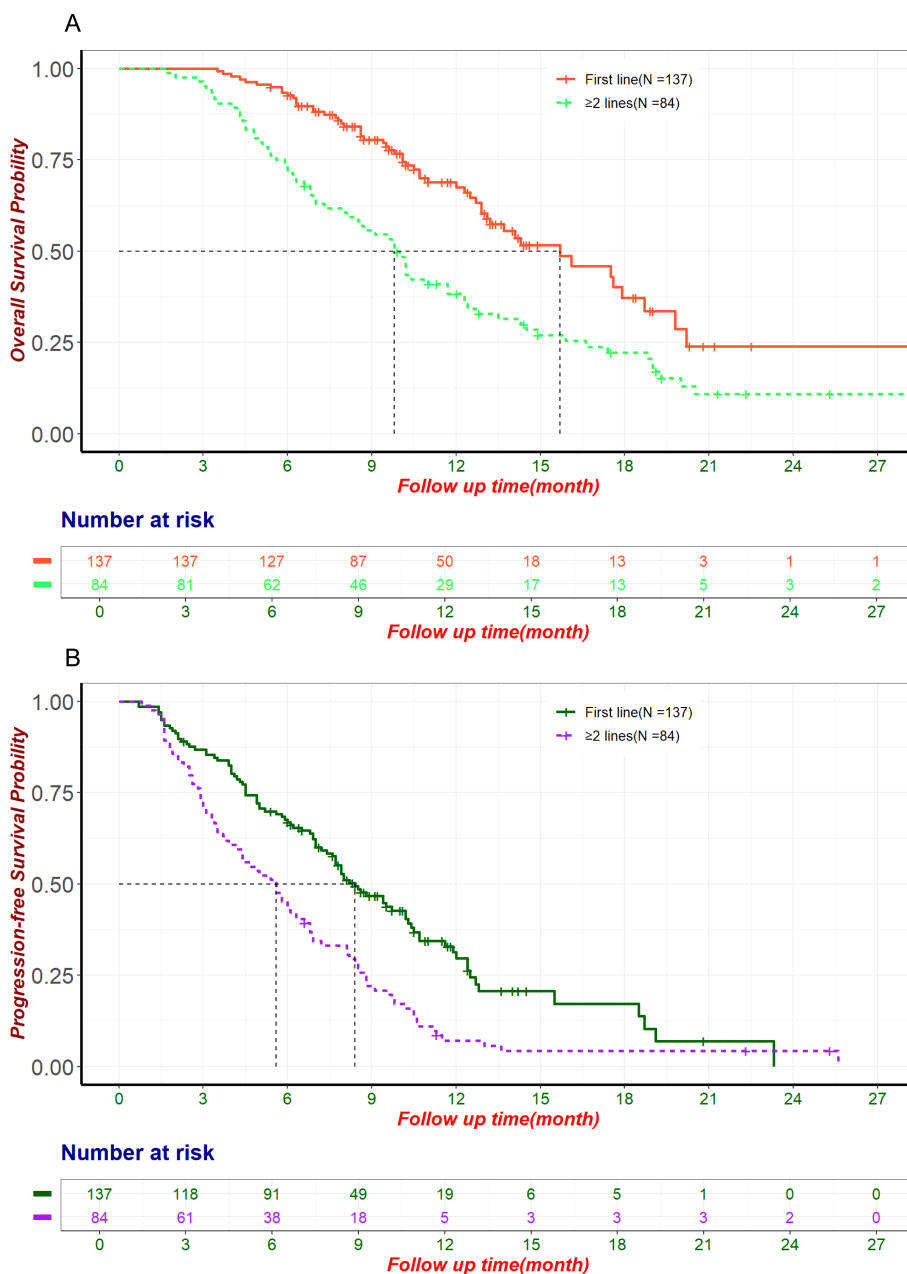 A
First line(N =137)
≥2 lines(N =84)
Overall Survival Probility
1.00
0.75
0.50
0.25
0.00
0 3 6 9 12 15 18 21 24 27
Follow up time(month)
Number at risk
137 137 127 87 50 18 13 3 1 1
84 81 62 46 29 17 13 5 3 2
0 3 6 9 12 15 18 21 24 27
Follow up time(month)
B
First line(N =137)
≥2 lines(N =84)
Progression-free Survival Probility
1.00
0.75
0.50
0.25
0.00
0 3 6 9 12 15 18 21 24 27
Follow up time(month)
Number at risk
137 118 91 49 19 6 5 1 0 0
84 61 38 18 5 3 3 3 2 0
0 3 6 9 12 15 18 21 24 27
Follow up time(month)